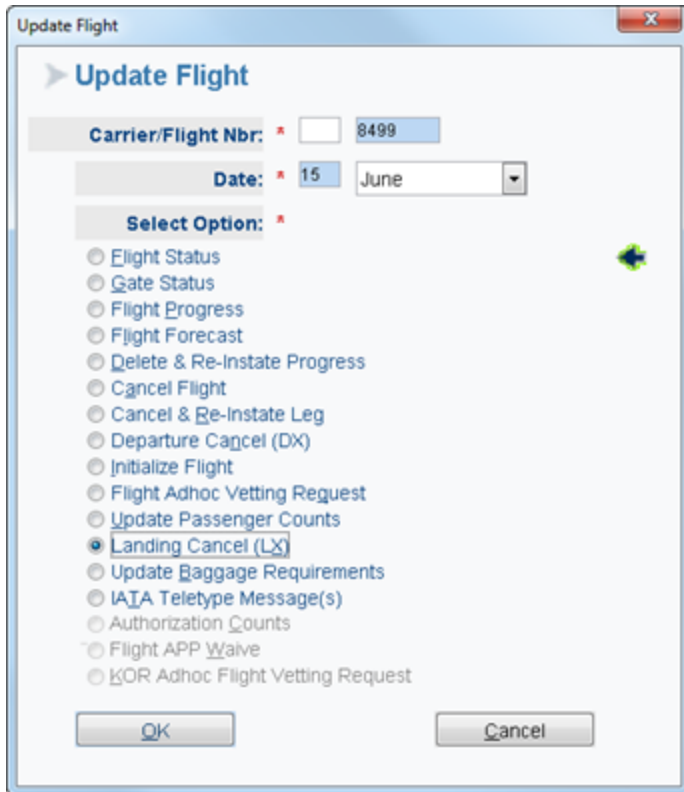 Update Flight
Update Flight
Carrier/Flight Nbr: * 8499
Date: * 15 June
Select Option: *
Flight Status
Gate Status
Flight Progress
Flight Forecast
Delete & Re-Instate Progress
Cancel Flight
Cancel & Re-Instate Leg
Departure Cancel (DX)
Initialize Flight
Flight Adhoc Vetting Request
Update Passenger Counts
Landing Cancel (LX)
Update Baggage Requirements
IATA Teletype Message(s)
Authorization Counts
Flight APP Waive
KOR Adhoc Flight Vetting Request
OK Cancel